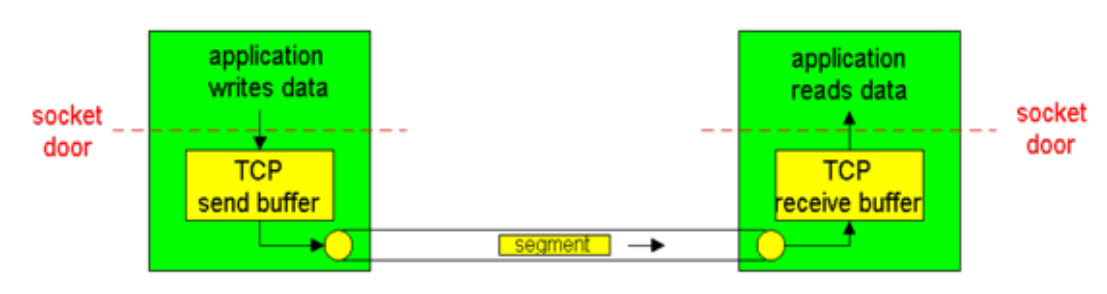 application
writes data
socket
door
TCP
send buffer
segment
application
reads data
socket
door
TCP
receive buffer